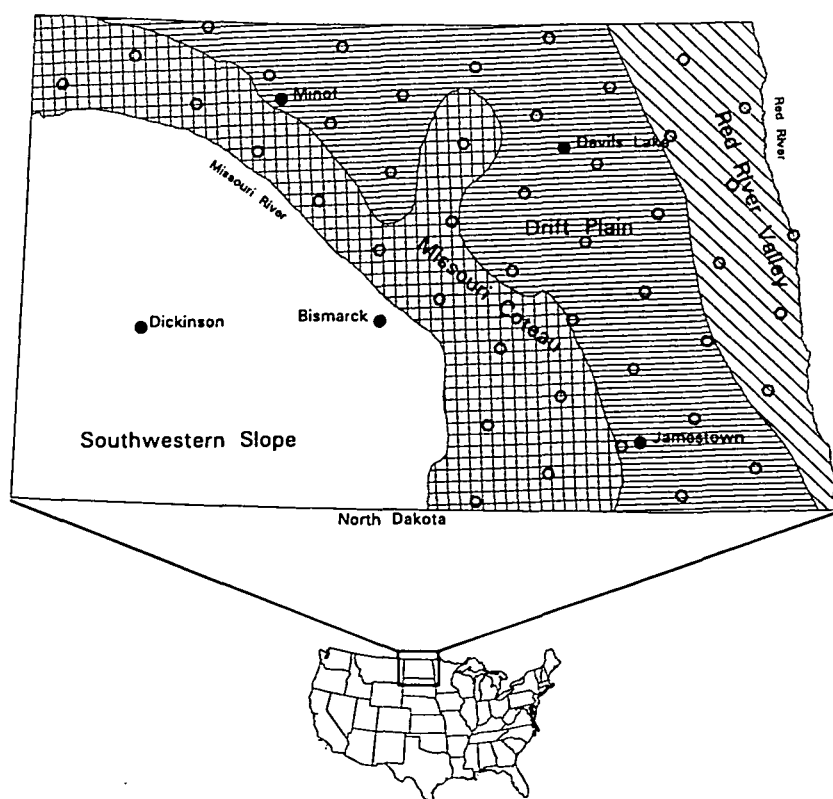 Minot
Devils Lake
Red River
Red River Valley
Missouri River
Drift Plain
Missouri Coteau
Dickinson
Bismarck
Southwestern Slope
Jamestown
North Dakota